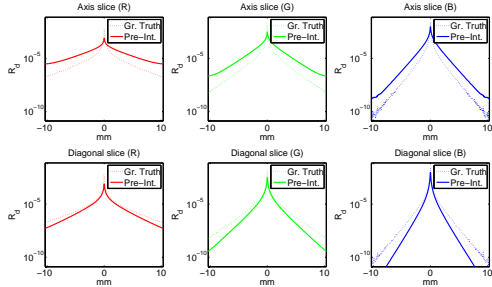 Axis slice (R)
Axis slice (G)
Axis slice (B)
Gr. Truth
Pre−Int.
Gr. Truth
Pre−Int.
Gr. Truth
Pre−Int.
R_d
10^−5
10^−10
R_d
10^−5
10^−10
R_d
10^−5
10^−10
−10 0 10
−10 0 10
−10 0 10
mm
mm
mm
Diagonal slice (R)
Diagonal slice (G)
Diagonal slice (B)
Gr. Truth
Pre−Int.
Gr. Truth
Pre−Int.
Gr. Truth
Pre−Int.
R_d
10^−5
10^−10
R_d
10^−5
10^−10
R_d
10^−5
10^−10
−10 0 10
−10 0 10
−10 0 10
mm
mm
mm